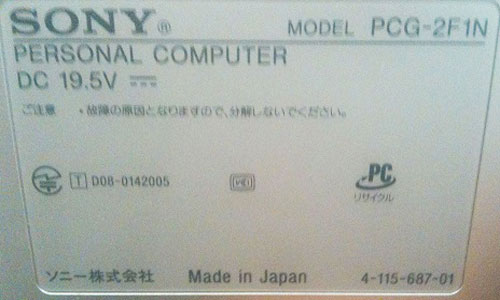 SONY® MODEL PCG-2F1N
PERSONAL COMPUTER
DC 19.5V
ご注意 ・故障の原因となりますので、分解しないでください。
T D08-0142005
PC
リサイクル
ソニー株式会社 Made in Japan 4-115-687-01